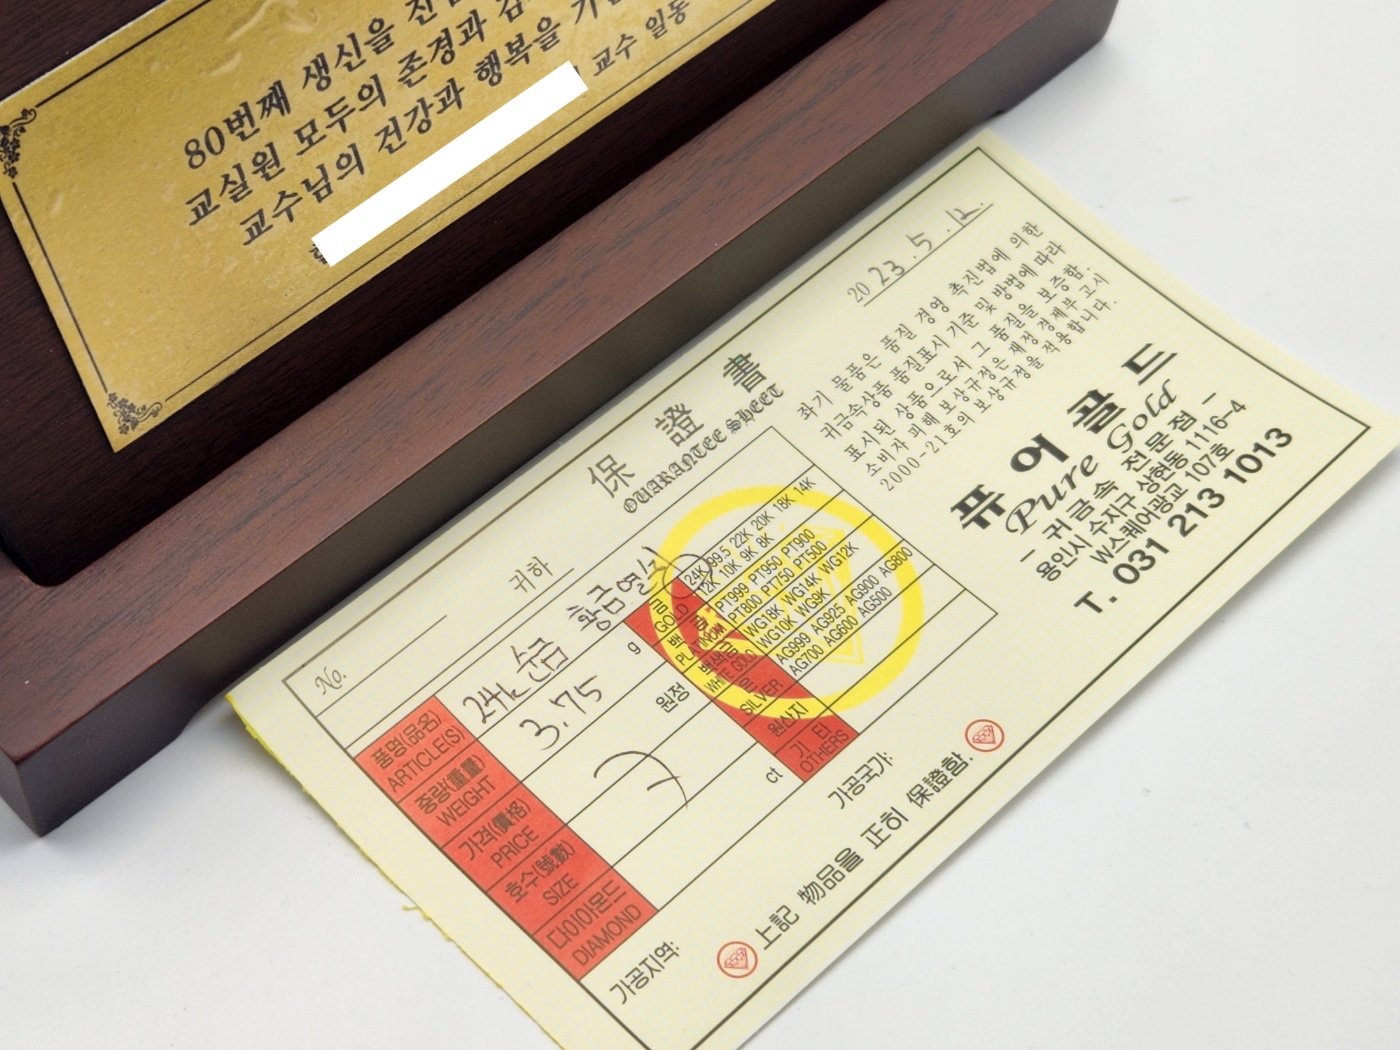 80번째 생신을
교실원 모두의 존경과
교수님의 건강과 행복을
교수 일동
2023.5.12.
保證書
GUARANTEE SHEET
좌기 물품은 품질 경영 촉진법에 의한
귀금속상품 품질표시 기준 및 방법에 따라
표시된 상품으로서 그 품질을 보증함.
소비자 피해 보상규정은 재정 경제부 고시
2000-21호의 보상규정을 적용합니다.
퓨어골드
Pure Gold
- 귀금속 전문점 -
용인시 수지구 상현동 1116-4
W스퀘어광교 107호
T. 031 213 1013
No.
귀하
품명(品名)
ARTICLE(S)
24k 순금 황금열쇠
중량(重量)
WEIGHT
3.75 g
가격(價格)
PRICE
원정
호수(號數)
SIZE
다이아몬드
DIAMOND
ct
금
GOLD
24K 99.5 22K 20K 18K 14K
12K 10K 9K 8K
백금
PLATINUM
PT999 PT950 PT900
PT800 PT750 PT500
백색금
WHITE GOLD
WG18K WG14K WG12K
WG10K WG9K
은
SILVER
AG999 AG925 AG900 AG800
AG700 AG600 AG500
원산지
기타
OTHERS
가공지역:
가공국가:
上記 物品을 正히 保證함.